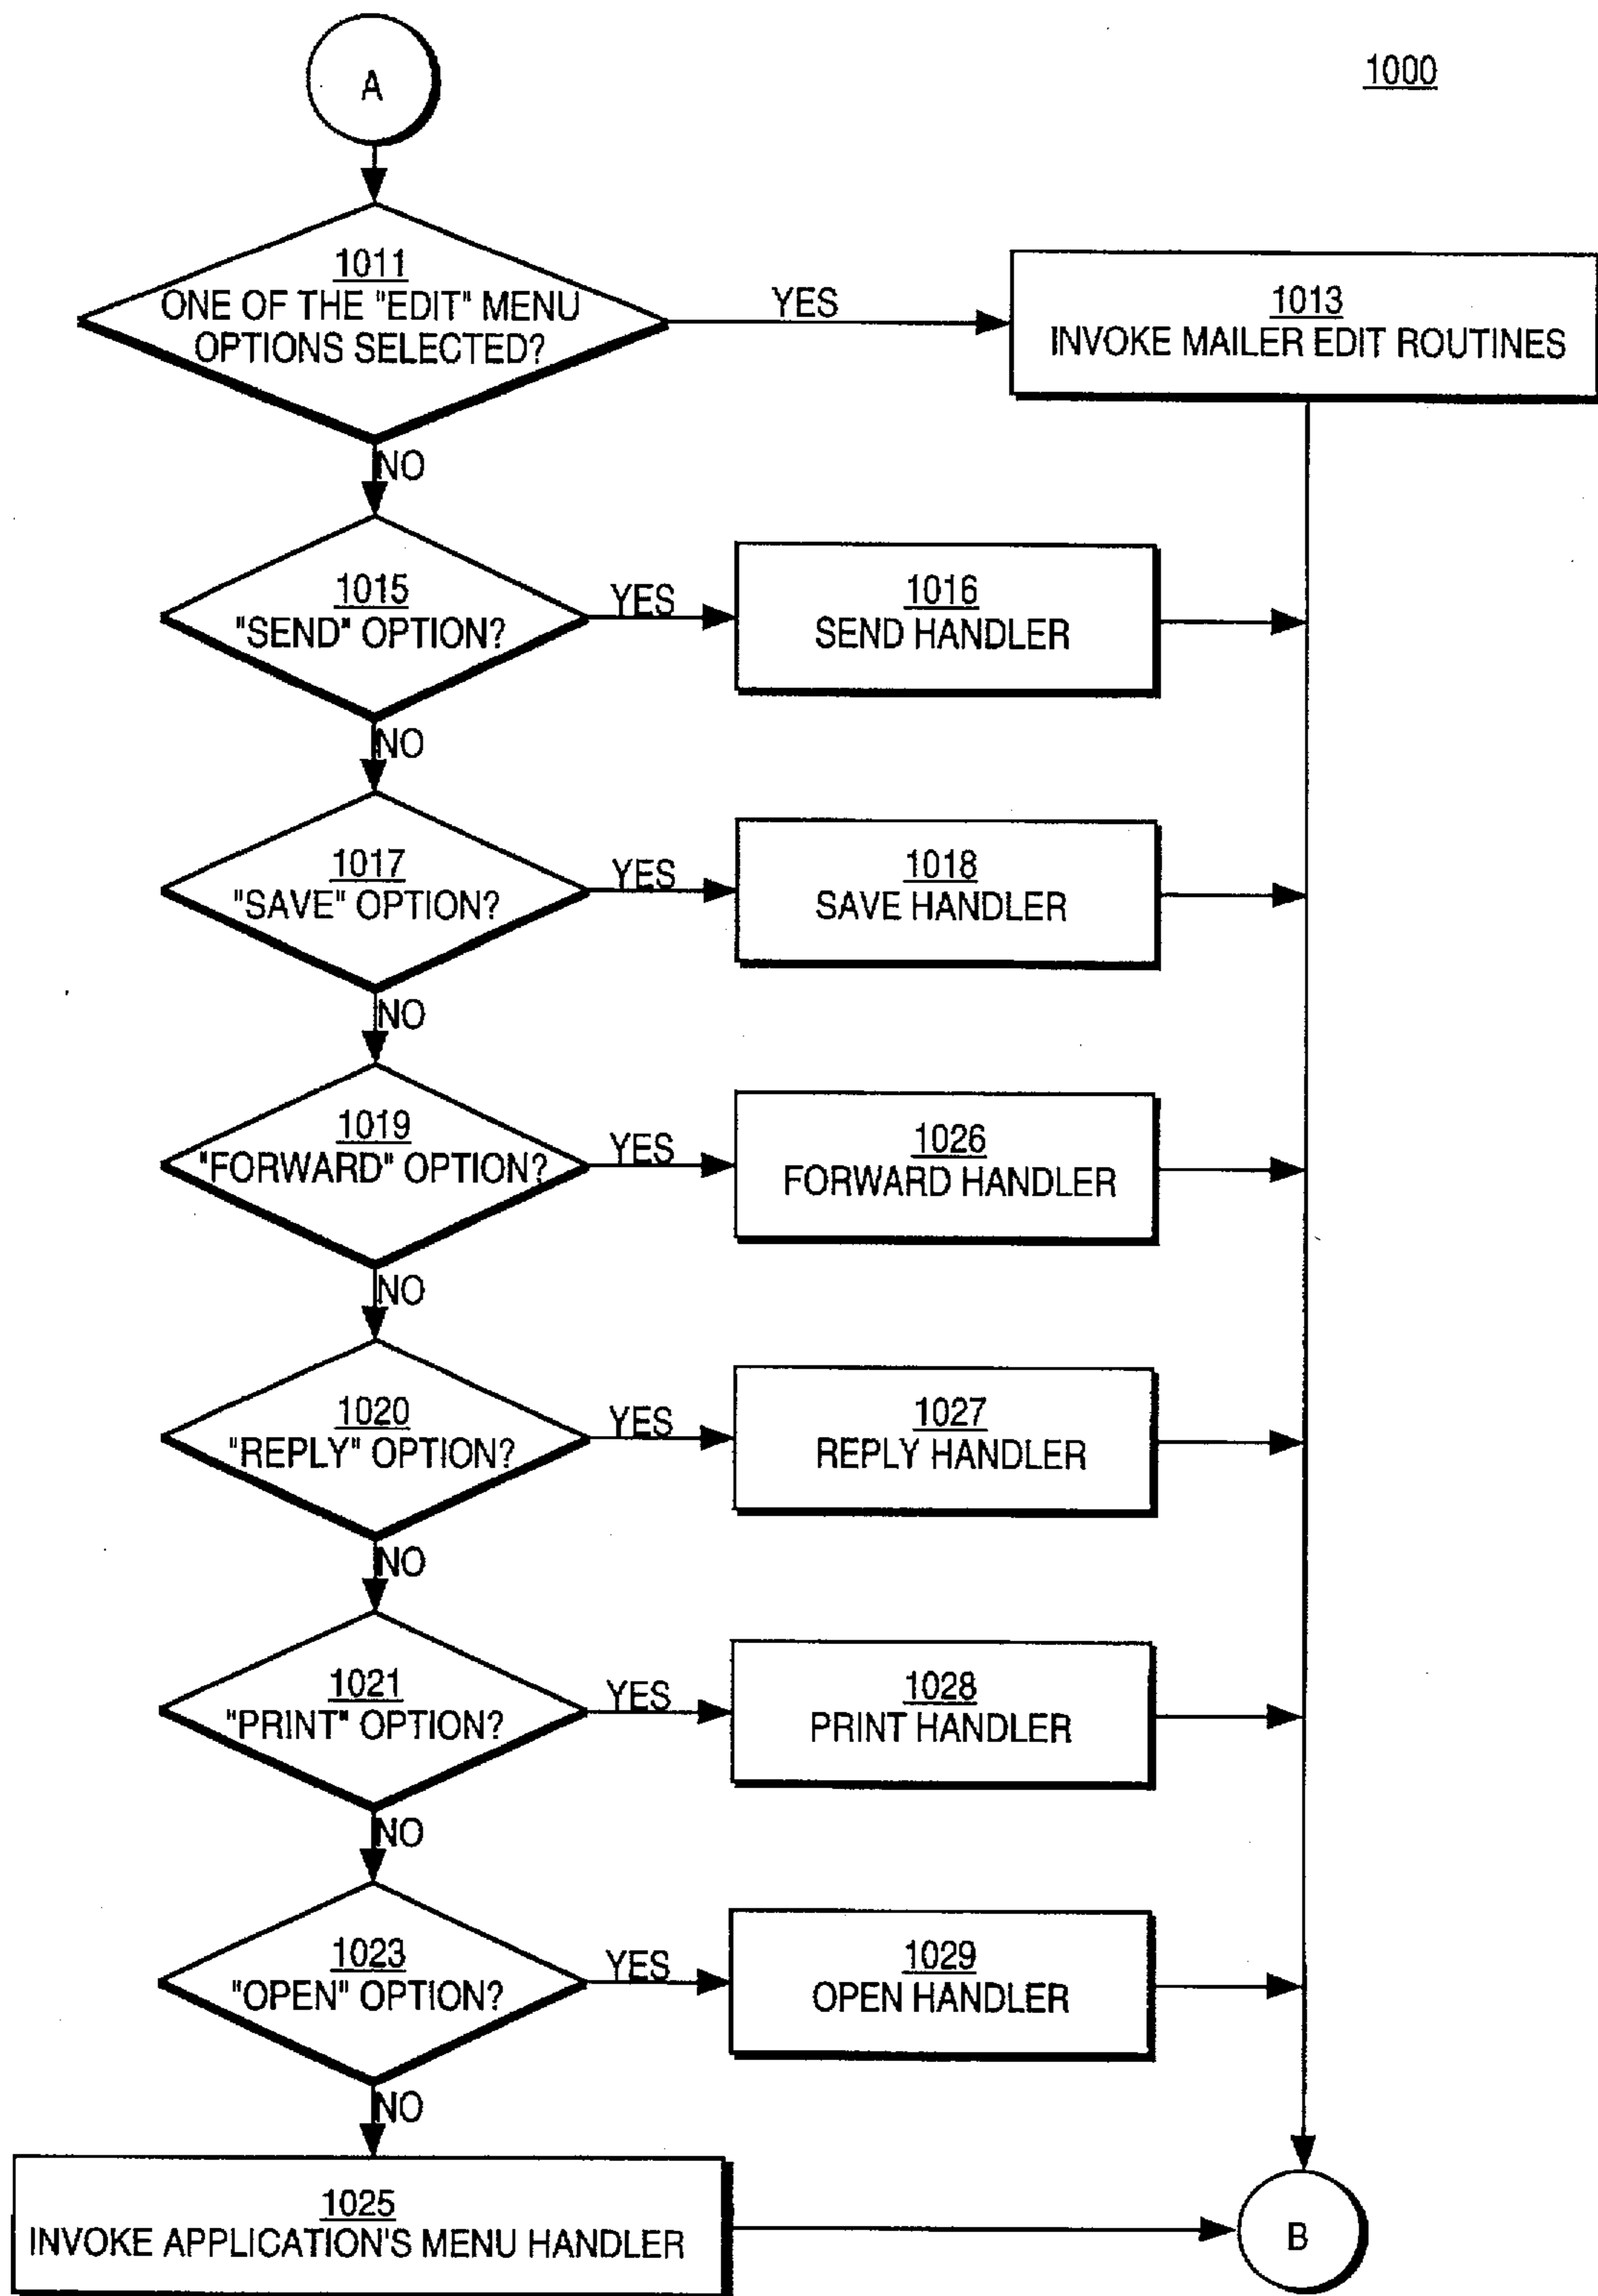 A
1000
1011
ONE OF THE "EDIT" MENU
OPTIONS SELECTED?
YES
1013
INVOKE MAILER EDIT ROUTINES
NO
1015
"SEND" OPTION?
YES
1016
SEND HANDLER
NO
1017
"SAVE" OPTION?
YES
1018
SAVE HANDLER
NO
1019
"FORWARD" OPTION?
YES
1026
FORWARD HANDLER
NO
1020
"REPLY" OPTION?
YES
1027
REPLY HANDLER
NO
1021
"PRINT" OPTION?
YES
1028
PRINT HANDLER
NO
1023
"OPEN" OPTION?
YES
1029
OPEN HANDLER
NO
1025
INVOKE APPLICATION'S MENU HANDLER
B